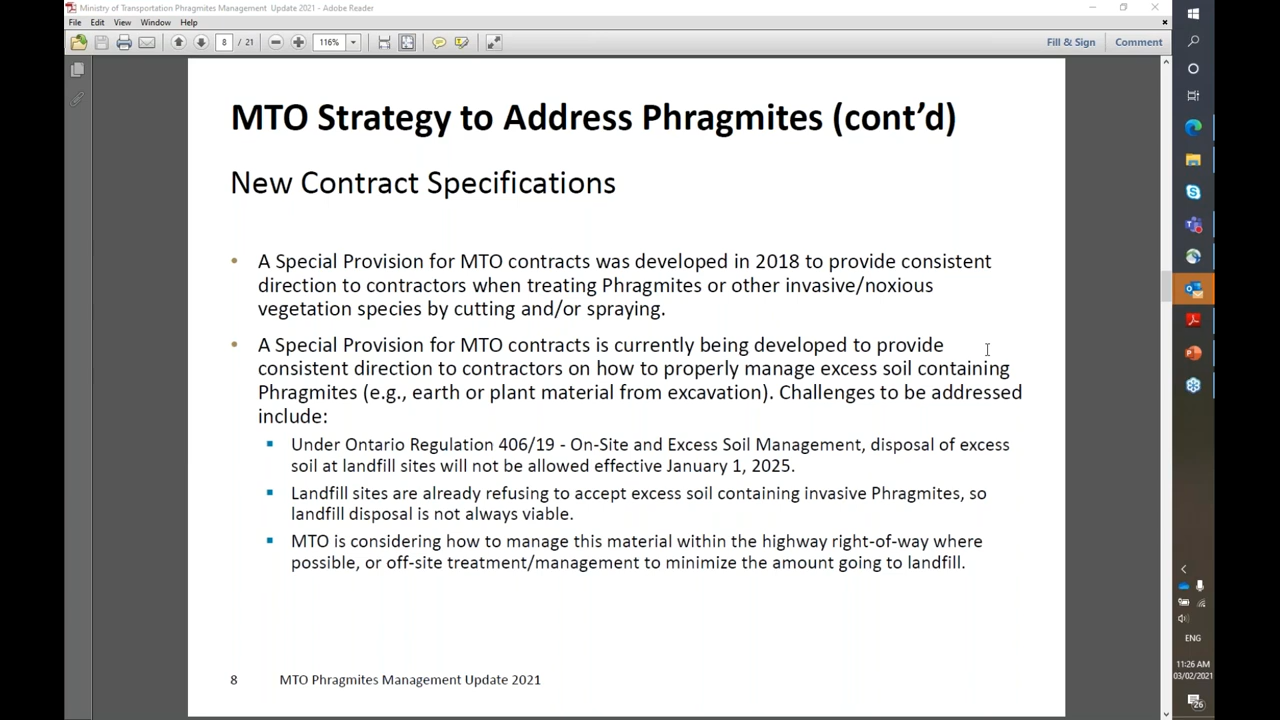 Ministry of Transportation Phragmites Management Update 2021 - Adobe Reader
File Edit View Window Help
8 / 21 116% Fill & Sign Comment
MTO Strategy to Address Phragmites (cont’d)
New Contract Specifications
• A Special Provision for MTO contracts was developed in 2018 to provide consistent
direction to contractors when treating Phragmites or other invasive/noxious
vegetation species by cutting and/or spraying.
• A Special Provision for MTO contracts is currently being developed to provide
consistent direction to contractors on how to properly manage excess soil containing
Phragmites (e.g., earth or plant material from excavation). Challenges to be addressed
include:
▪ Under Ontario Regulation 406/19 - On-Site and Excess Soil Management, disposal of excess
soil at landfill sites will not be allowed effective January 1, 2025.
▪ Landfill sites are already refusing to accept excess soil containing invasive Phragmites, so
landfill disposal is not always viable.
▪ MTO is considering how to manage this material within the highway right-of-way where
possible, or off-site treatment/management to minimize the amount going to landfill.
8 MTO Phragmites Management Update 2021
ENG
11:26 AM
03/02/2021
26